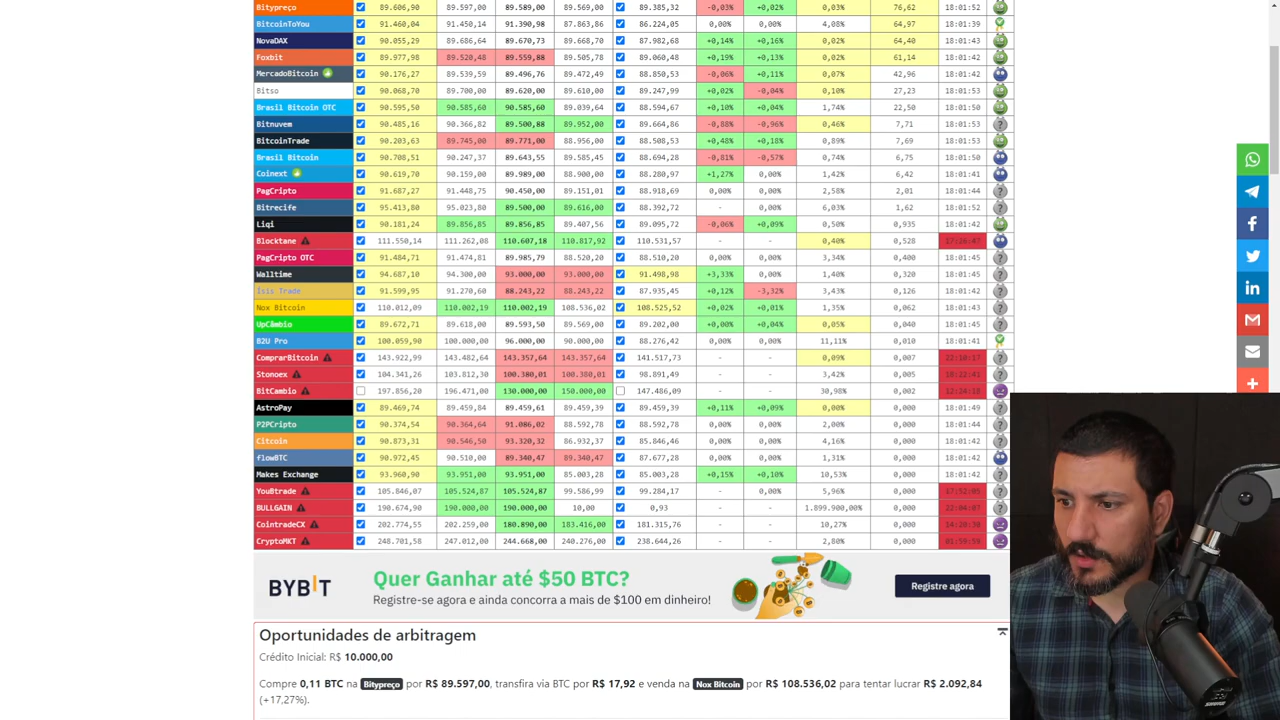 Bitypreço 89.606,90 89.597,00 89.589,00 89.569,00 89.385,32 -0,03% +0,02% 0,03% 76,62 18:01:52
BitcoinToYou 91.460,04 91.450,14 91.390,98 87.863,86 86.224,05 0,00% 0,00% 4,08% 64,97 18:01:39
NovaDAX 90.055,29 89.686,64 89.670,73 89.668,70 87.982,68 +0,14% +0,16% 0,02% 64,40 18:01:43
Foxbit 89.977,98 89.520,48 89.559,88 89.505,78 89.060,48 +0,19% +0,13% 0,02% 61,14 18:01:42
MercadoBitcoin 90.176,27 89.539,59 89.496,76 89.472,49 88.850,53 -0,06% +0,11% 0,07% 42,96 18:01:42
Bitso 90.068,70 89.700,00 89.620,00 89.610,00 89.247,99 +0,02% -0,04% 0,10% 27,23 18:01:53
Brasil Bitcoin OTC 90.595,50 90.585,60 90.585,60 89.039,64 88.594,67 +0,10% +0,04% 1,74% 22,50 18:01:50
Bitnuvem 90.485,16 90.366,82 89.500,88 89.952,00 89.664,86 -0,88% -0,96% 0,46% 7,71 18:01:53
BitcoinTrade 90.203,63 89.745,00 89.771,00 88.956,00 88.508,53 +0,48% +0,18% 0,89% 7,69 18:01:53
Brasil Bitcoin 90.708,51 90.247,37 89.643,55 89.585,45 88.694,28 -0,81% -0,57% 0,74% 6,75 18:01:50
Coinext 90.619,70 90.159,00 89.989,00 88.900,00 88.280,00 +1,27% 0,00% 1,42% 6,42 18:01:41
PagCripto 91.687,27 91.448,75 90.450,00 89.151,01 88.918,69 0,00% 0,00% 2,58% 2,01 18:01:44
Bitrecife 95.413,80 95.023,80 89.500,00 89.616,00 88.392,72 - 0,00% 6,03% 1,62 18:01:52
Liqi 90.181,24 89.856,85 89.856,85 89.407,56 89.095,72 -0,06% +0,09% 0,50% 0,935 18:01:42
Blocktane 111.550,14 111.262,08 110.607,18 110.817,92 110.531,57 - - 0,40% 0,528
PagCripto OTC 91.484,71 91.474,81 89.985,79 88.520,20 88.510,20 - 0,00% 3,34% 0,400 18:01:45
Walltime 94.687,10 94.300,00 93.000,00 93.000,00 91.498,98 +3,33% 0,00% 1,40% 0,320 18:01:45
Isis Trade 91.599,95 91.270,60 88.243,22 88.243,22 87.935,45 +0,12% -3,32% 3,43% 0,126 18:01:42
Nox Bitcoin 110.012,09 110.002,19 110.002,19 108.536,02 108.525,52 +0,02% +0,01% 1,35% 0,062 18:01:43
UpCâmbio 89.672,71 89.618,00 89.593,50 89.569,00 89.202,00 +0,00% +0,04% 0,05% 0,040 18:01:45
B2U Pro 100.059,90 100.000,00 96.000,00 90.000,00 88.276,42 0,00% 0,00% 11,11% 0,010 18:01:42
ComprarBitcoin 143.922,99 143.482,64 143.357,64 143.357,64 141.517,73 - - 0,09% 0,007 22:10:17
Stonoex 104.341,26 103.812,30 100.380,01 100.380,01 98.891,49 - - 3,42% 0,005 18:22:41
BitCambio 197.856,20 196.471,00 130.000,00 150.000,00 147.486,09 - - 30,98% 0,002 12:34:18
AstroPay 89.469,74 89.459,84 89.459,61 89.459,39 89.459,39 +0,11% +0,09% 0,00% 0,000 18:01:49
P2PCripto 90.374,54 90.364,64 91.086,02 88.592,78 88.592,78 0,00% 0,00% 2,00% 0,000 18:01:44
Citcoin 90.873,31 90.546,50 93.320,32 86.932,37 85.846,46 0,00% 0,00% 4,16% 0,000 18:01:42
flowBTC 90.972,45 90.510,00 89.340,47 89.340,47 87.677,28 0,00% 0,00% 1,31% 0,000 18:01:42
Makes Exchange 93.960,90 93.951,00 93.951,00 85.003,28 85.003,28 +0,15% +0,10% 10,53% 0,000 18:01:42
YouBtrade 105.846,07 105.524,87 105.524,87 99.586,99 99.284,17 - 0,00% 5,96% 0,000 17:52:05
BULLGAIN 190.674,90 190.000,00 190.000,00 10,00 0,93 - - 1.899.900,00% 0,000 22:04:07
CointradeCX 202.774,55 202.259,00 180.890,00 183.416,00 181.315,76 - - 10,27% 0,000 14:20:30
CryptoMKT 248.701,58 247.012,00 244.668,00 240.276,00 238.644,26 - - 2,80% 0,000 01:59:59
BYBIT
Quer Ganhar até $50 BTC?
Registre-se agora e ainda concorra a mais de $100 em dinheiro!
Registre agora
Oportunidades de arbitragem
Crédito Inicial: R$ 10.000,00
Compre 0,11 BTC na Bitypreço por R$ 89.597,00, transfira via BTC por R$ 17,92 e venda na Nox Bitcoin por R$ 108.536,02 para tentar lucrar R$ 2.092,84
(+17,27%).